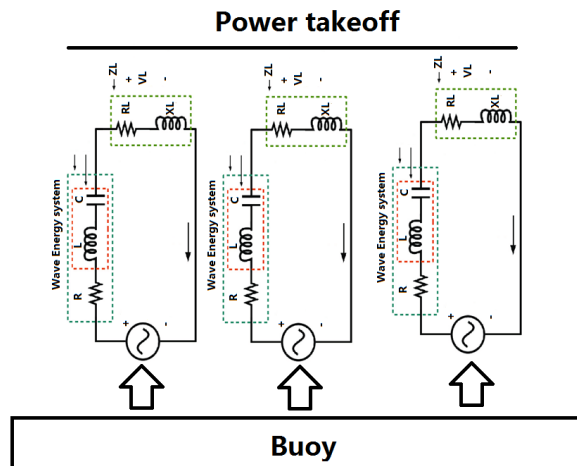 Power takeoff
ZL
+ VL -
RL XL
Wave Energy system
C
L
R
+ -
ZL
+ VL -
RL XL
Wave Energy system
C
L
R
+ -
ZL
+ VL -
RL XL
Wave Energy system
C
L
R
+ -
Buoy